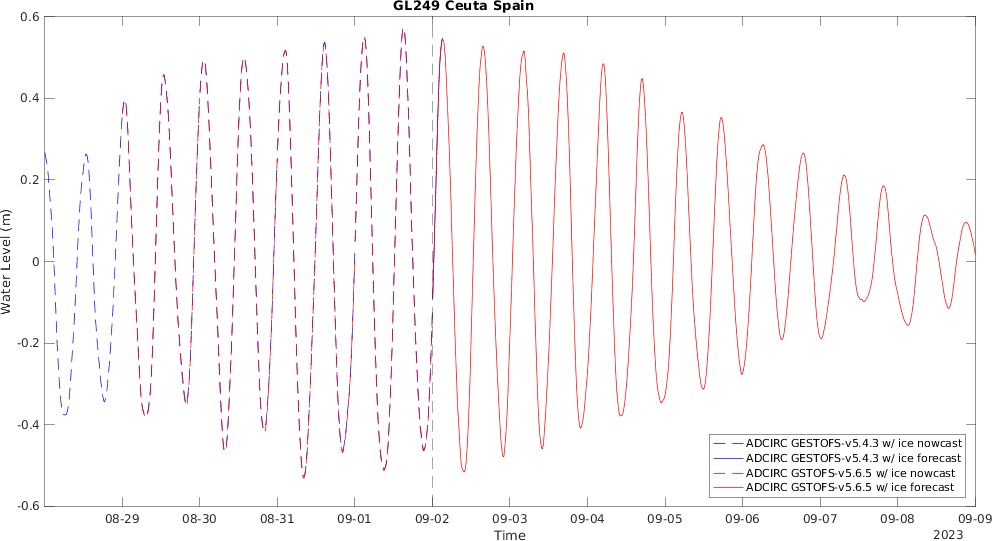 GL249 Ceuta Spain
0.6
0.4
0.2
0
-0.2
-0.4
-0.6
Water Level (m)
ADCIRC GESTOFS-v5.4.3 w/ ice nowcast
ADCIRC GESTOFS-v5.4.3 w/ ice forecast
ADCIRC GSTOFS-v5.6.5 w/ ice nowcast
ADCIRC GSTOFS-v5.6.5 w/ ice forecast
08-29 08-30 08-31 09-01 09-02 09-03 09-04 09-05 09-06 09-07 09-08 09-09
Time
2023